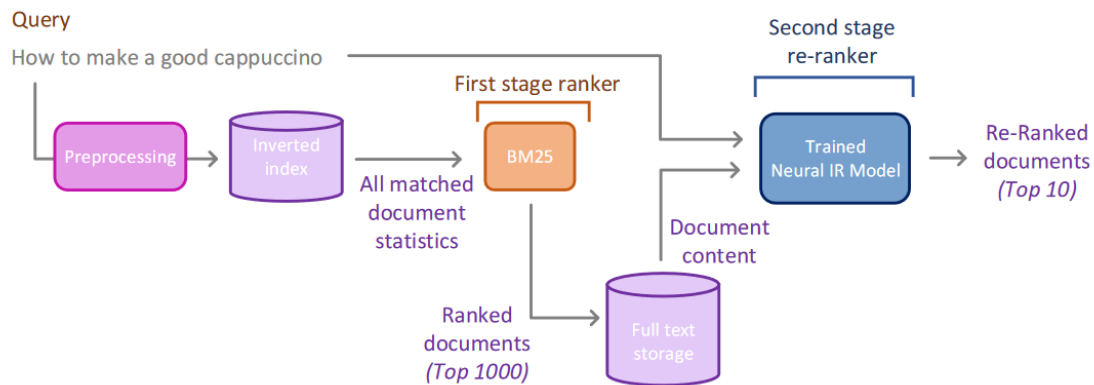 Query
How to make a good cappuccino
Second stage
re-ranker
First stage ranker
Preprocessing
Inverted
index
BM25
Trained
Neural IR Model
Re-Ranked
documents
(Top 10)
All matched
document
statistics
Document
content
Ranked
documents
(Top 1000)
Full text
storage